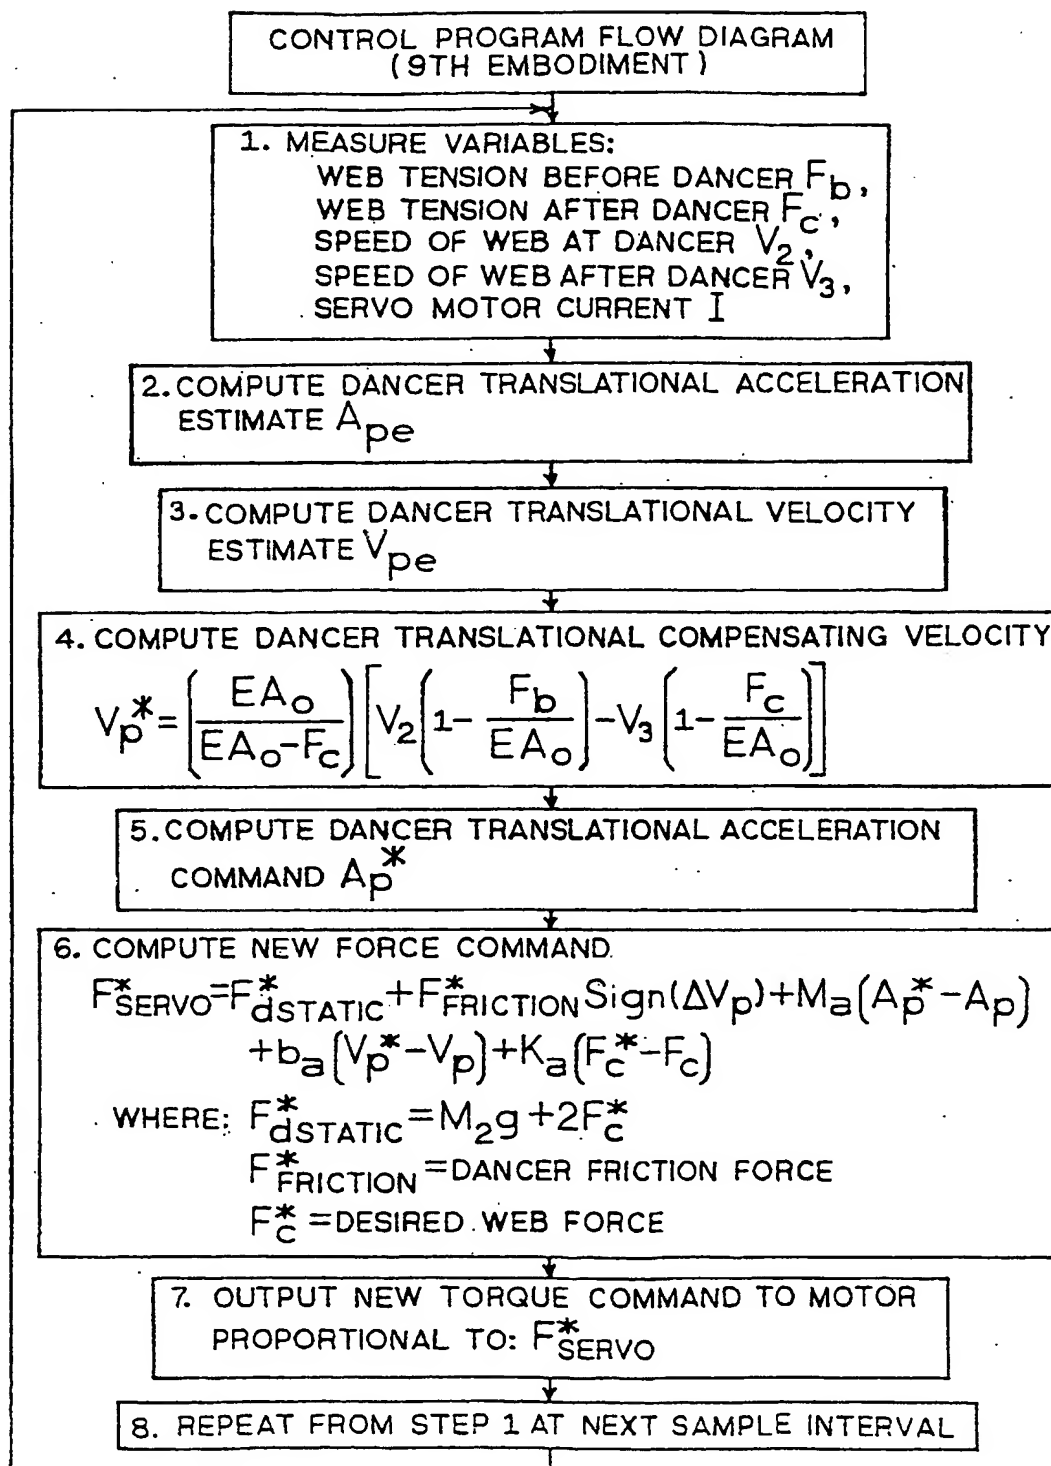 CONTROL PROGRAM FLOW DIAGRAM
(9TH EMBODIMENT)
1. MEASURE VARIABLES:
WEB TENSION BEFORE DANCER F_b,
WEB TENSION AFTER DANCER F_c,
SPEED OF WEB AT DANCER V_2,
SPEED OF WEB AFTER DANCER V_3,
SERVO MOTOR CURRENT I
2. COMPUTE DANCER TRANSLATIONAL ACCELERATION
ESTIMATE A_pe
3. COMPUTE DANCER TRANSLATIONAL VELOCITY
ESTIMATE V_pe
4. COMPUTE DANCER TRANSLATIONAL COMPENSATING VELOCITY
V_p* = (EA_o / (EA_o - F_c)) [V_2 (1 - F_b / EA_o) - V_3 (1 - F_c / EA_o)]
5. COMPUTE DANCER TRANSLATIONAL ACCELERATION
COMMAND A_p*
6. COMPUTE NEW FORCE COMMAND
F*_SERVO = F*_dSTATIC + F*_FRICTION Sign(ΔV_p) + M_a (A_p* - A_p)
+ b_a (V_p* - V_p) + K_a (F_c* - F_c)
WHERE: F*_dSTATIC = M_2 g + 2F_c*
F*_FRICTION = DANCER FRICTION FORCE
F_c* = DESIRED WEB FORCE
7. OUTPUT NEW TORQUE COMMAND TO MOTOR
PROPORTIONAL TO: F*_SERVO
8. REPEAT FROM STEP 1 AT NEXT SAMPLE INTERVAL